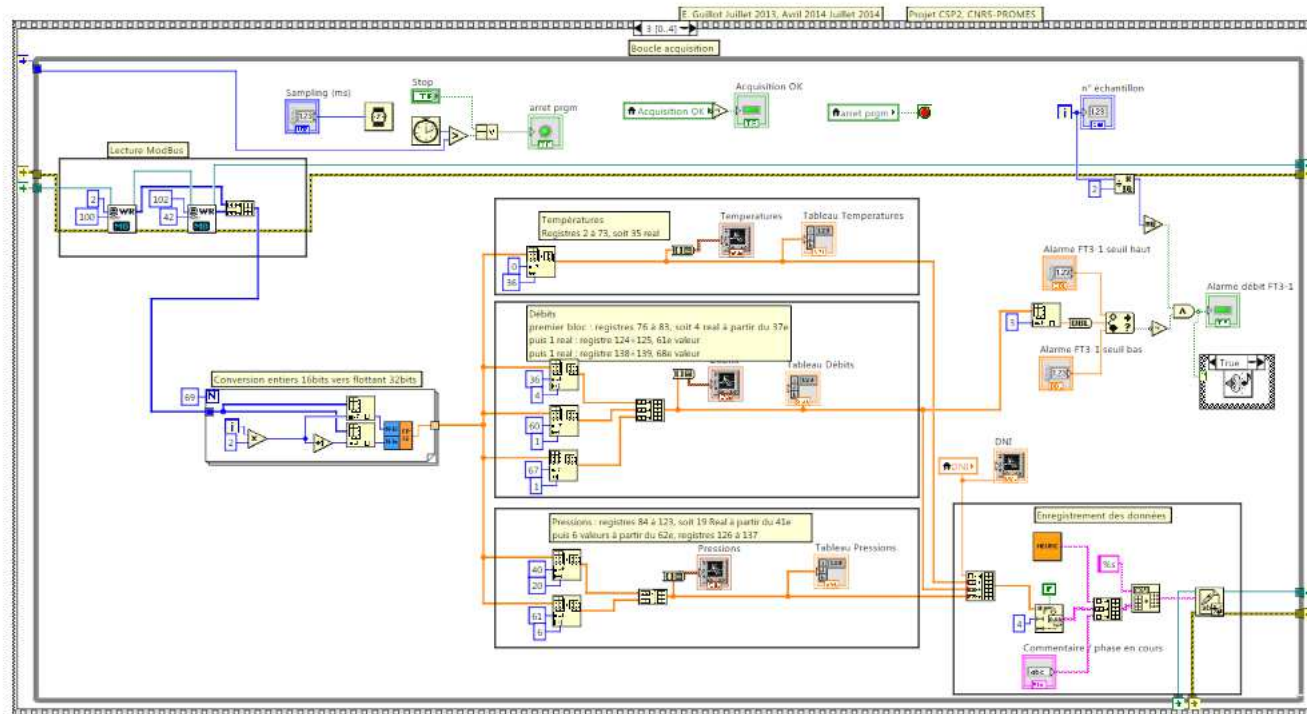 E. Guillot Juillet 2013, Avril 2014 Juillet 2014
Projet CSP2, CNRS-PROMES
3 [0..4]
Boucle acquisition
Sampling (ms)
Stop
arret prgm
Acquisition OK
Acquisition OK
arret prgm
n° échantillon
123
i
Lecture ModBus
2
100
WR
102
42
WR
2
Températures
Registres 2 à 73, soit 35 real
0
36
Temperatures
Tableau Temperatures
Alarme FT3-1 seuil haut
Alarme débit FT3-1
Débits
premier bloc : registres 76 à 83, soit 4 real à partir du 37e
puis 1 real : registre 124+125, 61e valeur
puis 1 real : registre 138+139, 68e valeur
36
4
60
1
67
1
Tableau Débits
3
DBL
Alarme FT3-1 seuil bas
True
Conversion entiers 16bits vers flottant 32bits
69
N
i
2
DNI
DNI
Pressions : registres 84 à 123, soit 19 Real à partir du 41e
puis 6 valeurs à partir du 62e, registres 126 à 137
40
20
61
6
Pressions
Tableau Pressions
Enregistrement des données
%s
F
4
Commentaire / phase en cours
abc